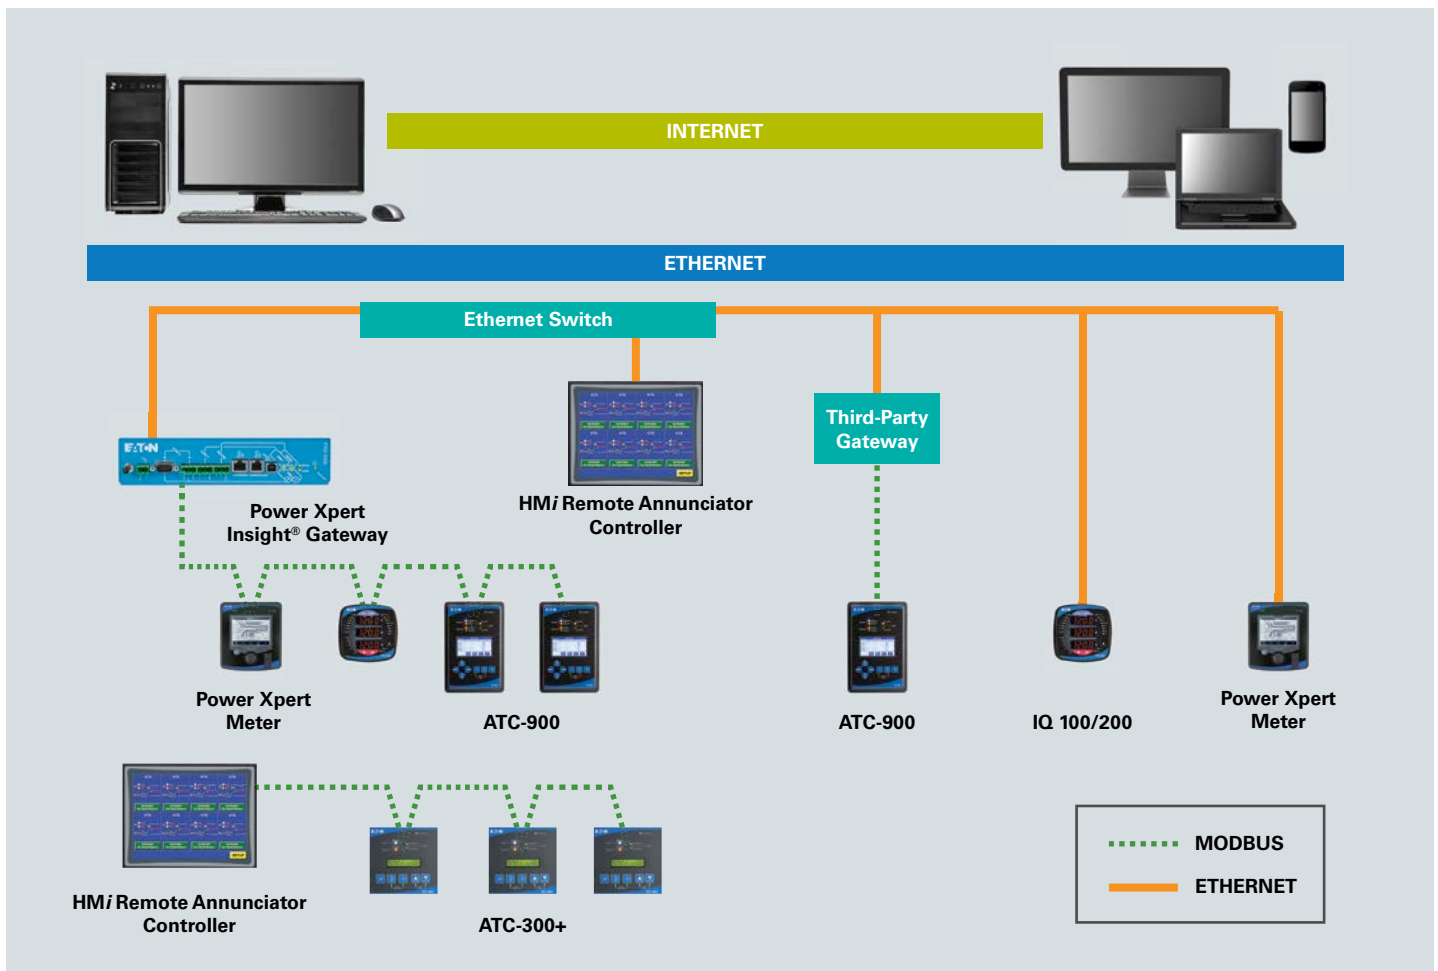 INTERNET
ETHERNET
Ethernet Switch
Third-Party
Gateway
EATON
Power Xpert
Insight® Gateway
HMi Remote Annunciator
Controller
Power Xpert
Meter
ATC-900
ATC-900
IQ 100/200
Power Xpert
Meter
HMi Remote Annunciator
Controller
ATC-300+
MODBUS
ETHERNET